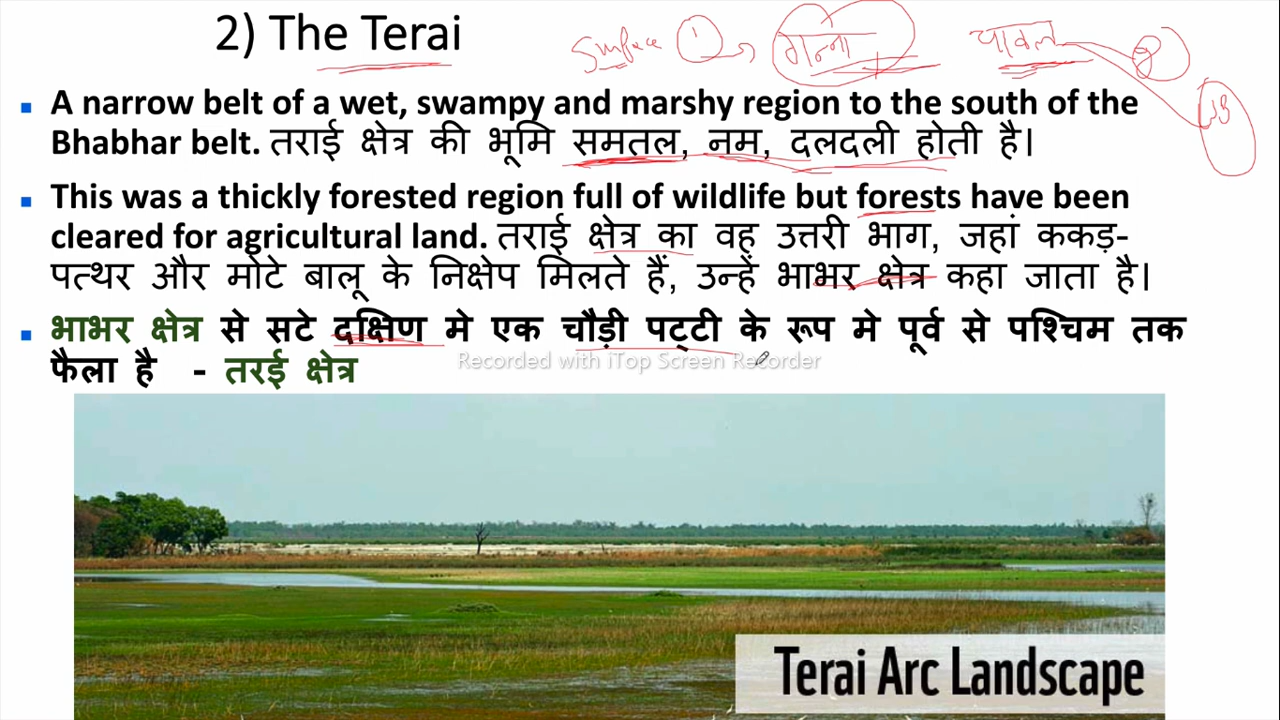 2) The Terai
Surface गन्ना चावल
A narrow belt of a wet, swampy and marshy region to the south of the
Bhabhar belt. तराई क्षेत्र की भूमि समतल, नम, दलदली होती है।
This was a thickly forested region full of wildlife but forests have been
cleared for agricultural land. तराई क्षेत्र का वह उत्तरी भाग, जहां ककड़-
पत्थर और मोटे बालू के निक्षेप मिलते हैं, उन्हें भाभर क्षेत्र कहा जाता है।
भाभर क्षेत्र से सटे दक्षिण मे एक चौड़ी पट्टी के रूप मे पूर्व से पश्चिम तक
फैला है - तरई क्षेत्र
Recorded with iTop Screen Recorder
Terai Arc Landscape